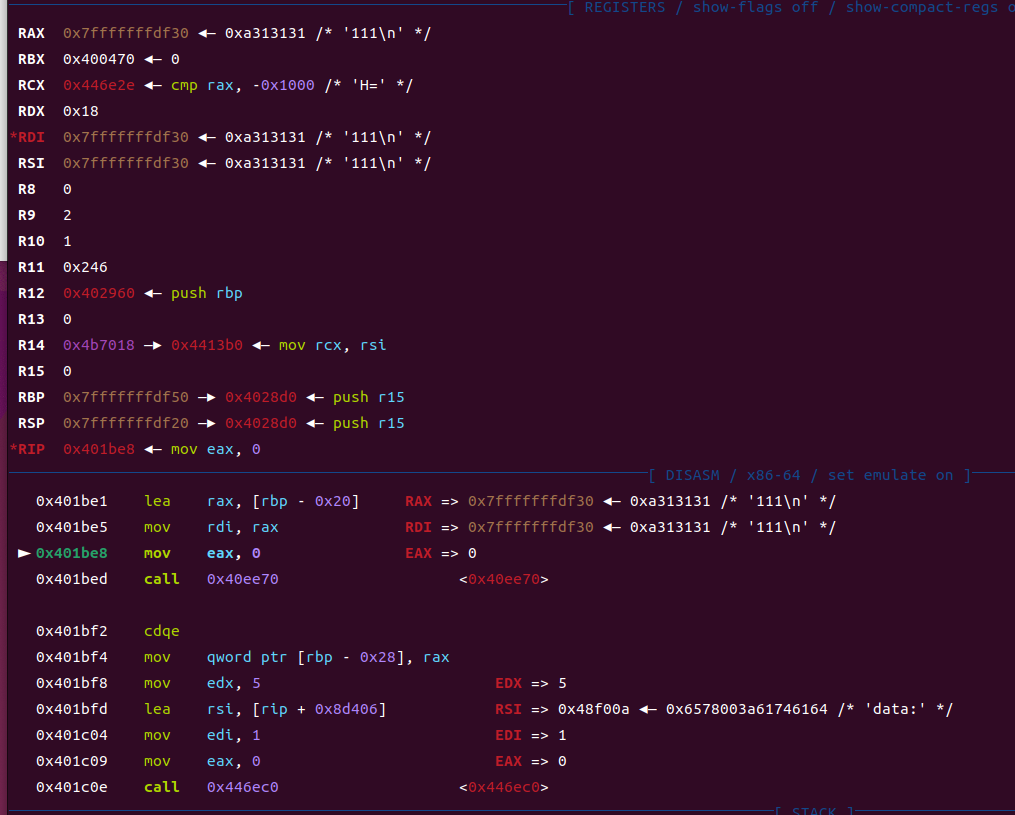 [ REGISTERS / show-flags off / show-compact-regs o
RAX 0x7fffffffdf30 ◂— 0xa313131 /* '111\n' */
RBX 0x400470 ◂— 0
RCX 0x446e2e ◂— cmp rax, -0x1000 /* 'H=' */
RDX 0x18
*RDI 0x7fffffffdf30 ◂— 0xa313131 /* '111\n' */
RSI 0x7fffffffdf30 ◂— 0xa313131 /* '111\n' */
R8 0
R9 2
R10 1
R11 0x246
R12 0x402960 ◂— push rbp
R13 0
R14 0x4b7018 —▸ 0x4413b0 ◂— mov rcx, rsi
R15 0
RBP 0x7fffffffdf50 —▸ 0x4028d0 ◂— push r15
RSP 0x7fffffffdf20 —▸ 0x4028d0 ◂— push r15
*RIP 0x401be8 ◂— mov eax, 0
[ DISASM / x86-64 / set emulate on ]
0x401be1 lea rax, [rbp - 0x20] RAX => 0x7fffffffdf30 ◂— 0xa313131 /* '111\n' */
0x401be5 mov rdi, rax RDI => 0x7fffffffdf30 ◂— 0xa313131 /* '111\n' */
► 0x401be8 mov eax, 0 EAX => 0
0x401bed call 0x40ee70 <0x40ee70>
0x401bf2 cdqe
0x401bf4 mov qword ptr [rbp - 0x28], rax
0x401bf8 mov edx, 5 EDX => 5
0x401bfd lea rsi, [rip + 0x8d406] RSI => 0x48f00a ◂— 0x6578003a61746164 /* 'data:' */
0x401c04 mov edi, 1 EDI => 1
0x401c09 mov eax, 0 EAX => 0
0x401c0e call 0x446ec0 <0x446ec0>
[ STACK ]